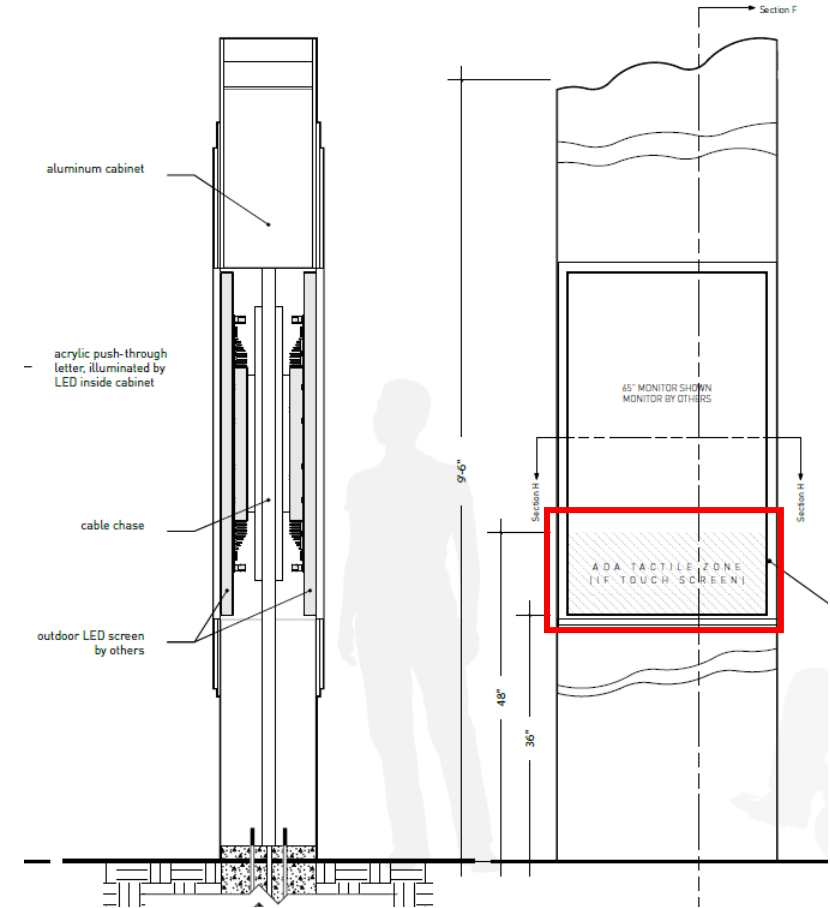 Section F
aluminum cabinet
acrylic push-through
letter, illuminated by
LED inside cabinet
65" MONITOR SHOWN
MONITOR BY OTHERS
9'-6"
Section H
Section H
cable chase
ADA TACTILE ZONE
(IF TOUCH SCREEN)
outdoor LED screen
by others
48"
36"